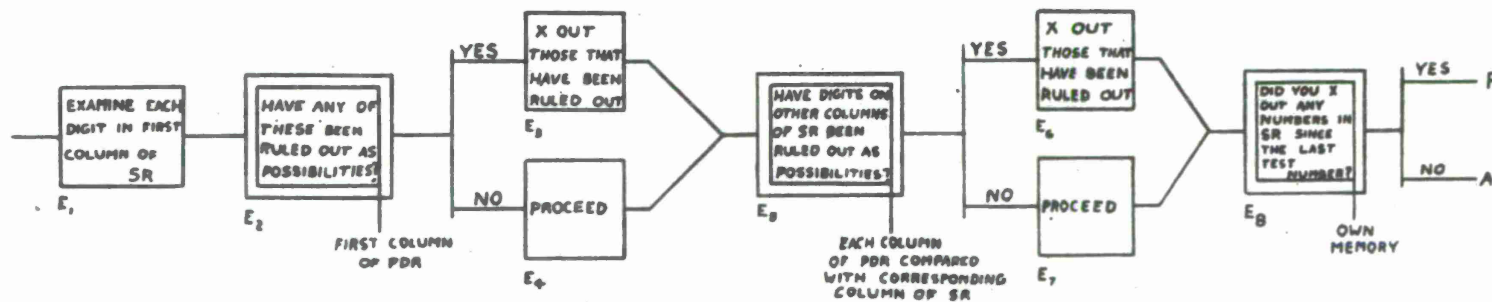 EXAMINE EACH
DIGIT IN FIRST
COLUMN OF
SR
E1
HAVE ANY OF
THESE BEEN
RULED OUT AS
POSSIBILITIES?
E2
FIRST COLUMN
OF PDR
YES
NO
X OUT
THOSE THAT
HAVE BEEN
RULED OUT
E3
PROCEED
E4
HAVE DIGITS ON
OTHER COLUMNS
OF SR BEEN
RULED OUT AS
POSSIBILITIES?
E5
EACH COLUMN
OF PDR COMPARED
WITH CORRESPONDING
COLUMN OF SR
YES
NO
X OUT
THOSE THAT
HAVE BEEN
RULED OUT
E6
PROCEED
E7
DID YOU X
OUT ANY
NUMBERS IN
SR SINCE
THE LAST
TEST
NUMBER?
E8
OWN
MEMORY
YES
NO
A